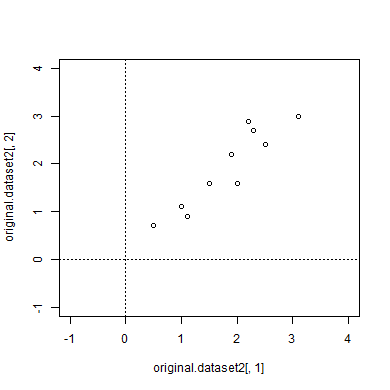 4
3
2
1
0
-1
original.dataset2[, 2]
-1 0 1 2 3 4
original.dataset2[, 1]